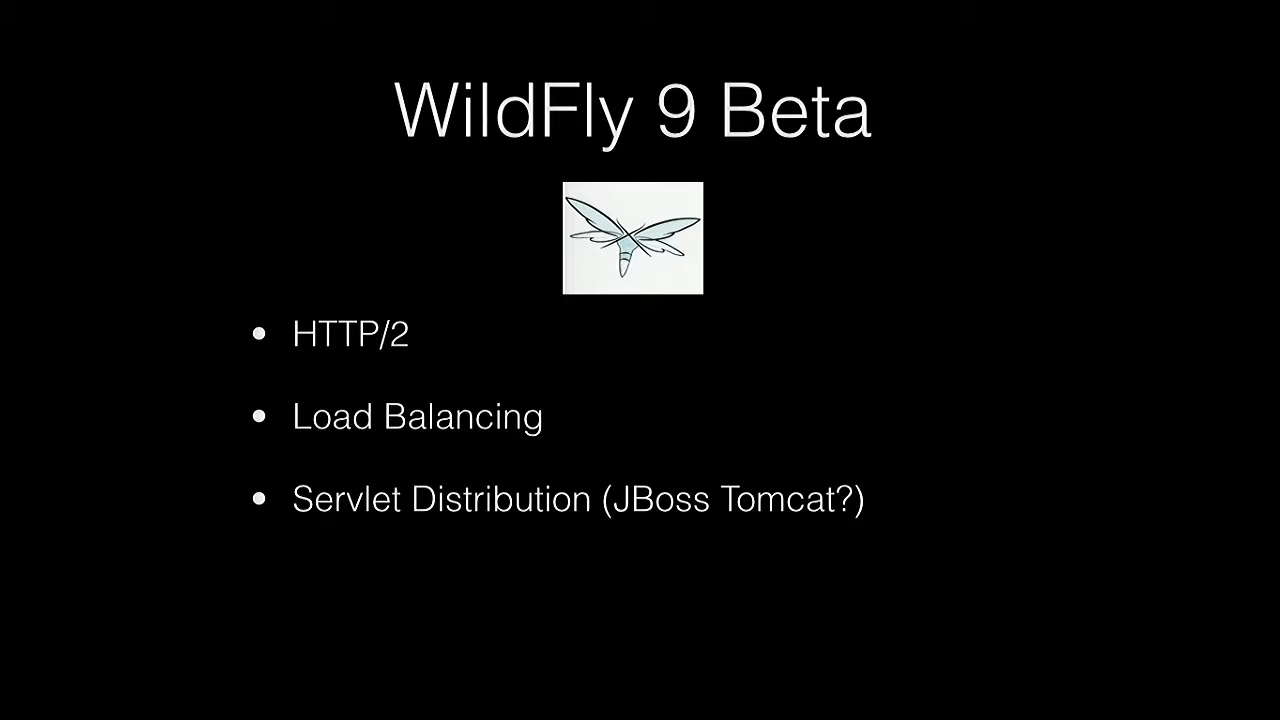 WildFly 9 Beta
• HTTP/2
• Load Balancing
• Servlet Distribution (JBoss Tomcat?)